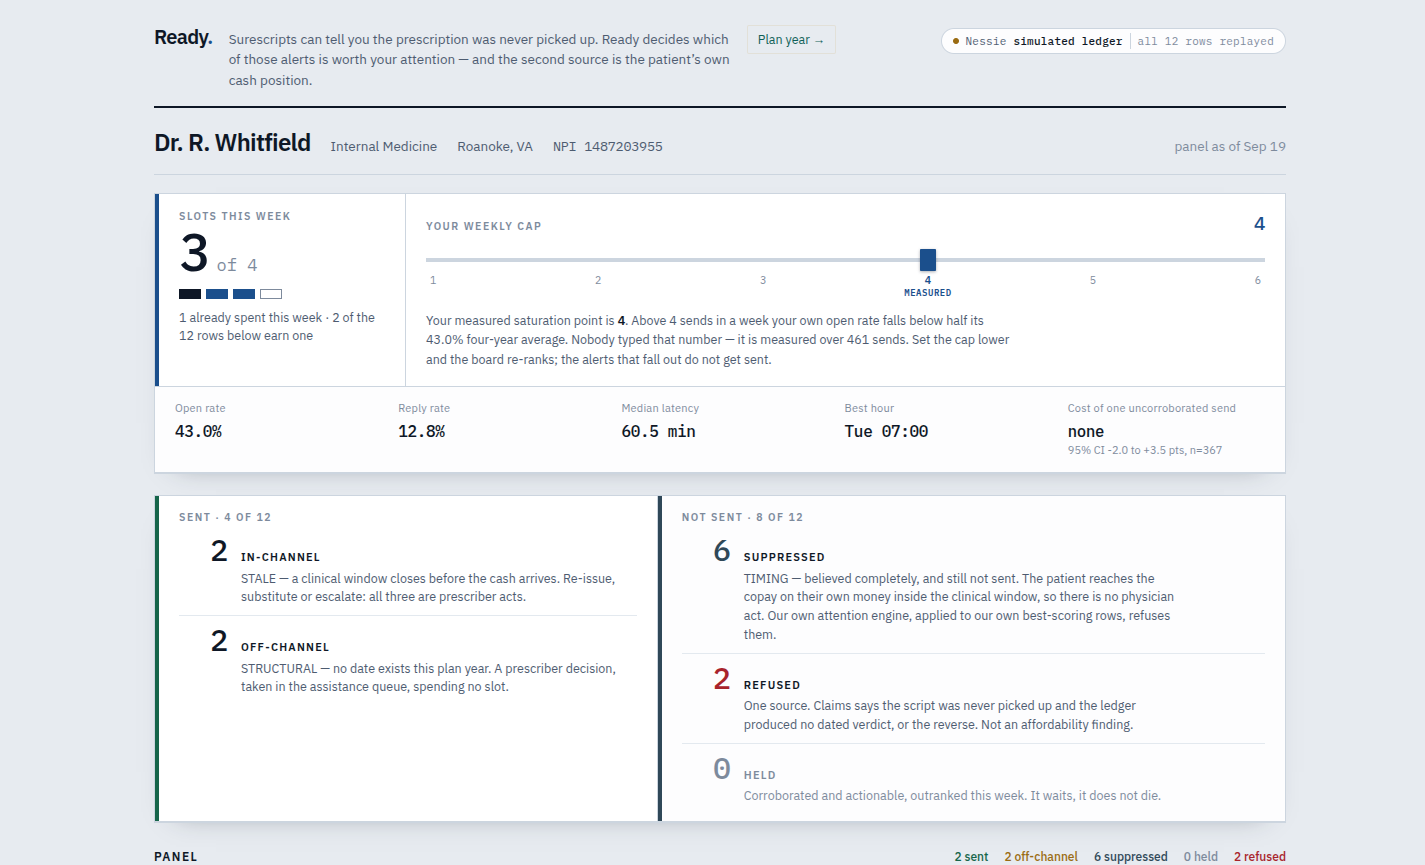 Ready.
Surescripts can tell you the prescription was never picked up. Ready decides which
of those alerts is worth your attention — and the second source is the patient's own
cash position.
Plan year →
Nessie simulated ledger | all 12 rows replayed
Dr. R. Whitfield
Internal Medicine
Roanoke, VA
NPI 1487203955
panel as of Sep 19
SLOTS THIS WEEK
3 of 4
1 already spent this week · 2 of the
12 rows below earn one
YOUR WEEKLY CAP
4
1
2
3
4
5
6
MEASURED
Your measured saturation point is 4. Above 4 sends in a week your own open rate falls below half its
43.0% four-year average. Nobody typed that number — it is measured over 461 sends. Set the cap lower
and the board re-ranks; the alerts that fall out do not get sent.
Open rate
43.0%
Reply rate
12.8%
Median latency
60.5 min
Best hour
Tue 07:00
Cost of one uncorroborated send
none
95% CI -2.0 to +3.5 pts, n=367
SENT · 4 OF 12
2 IN-CHANNEL
STALE — a clinical window closes before the cash arrives. Re-issue,
substitute or escalate: all three are prescriber acts.
2 OFF-CHANNEL
STRUCTURAL — no date exists this plan year. A prescriber decision,
taken in the assistance queue, spending no slot.
NOT SENT · 8 OF 12
6 SUPPRESSED
TIMING — believed completely, and still not sent. The patient reaches the
copay on their own money inside the clinical window, so there is no physician
act. Our own attention engine, applied to our own best-scoring rows, refuses
them.
2 REFUSED
One source. Claims says the script was never picked up and the ledger
produced no dated verdict, or the reverse. Not an affordability finding.
0 HELD
Corroborated and actionable, outranked this week. It waits, it does not die.
PANEL
2 sent
2 off-channel
6 suppressed
0 held
2 refused